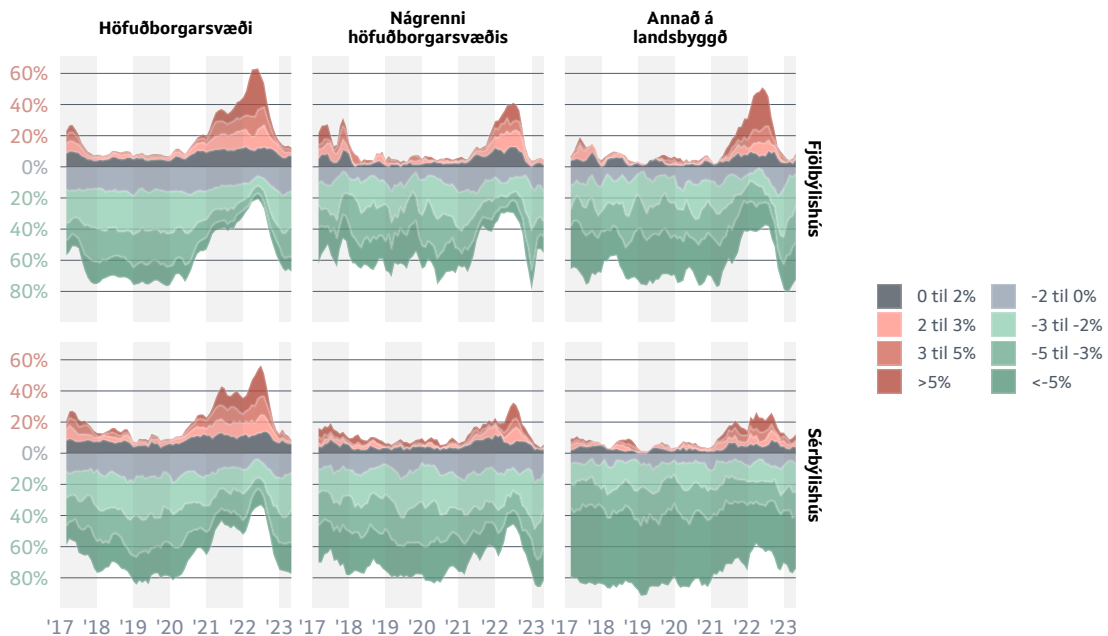 Höfuðborgarsvæði
Nágrenni
höfuðborgarsvæðis
Annað á
landsbyggð
60%
40%
20%
0%
20%
40%
60%
80%
Fjölbýlishús
60%
40%
20%
0%
20%
40%
60%
80%
Sérbýlishús
'17 '18 '19 '20 '21 '22 '23
'17 '18 '19 '20 '21 '22 '23
'17 '18 '19 '20 '21 '22 '23
0 til 2%
2 til 3%
3 til 5%
>5%
-2 til 0%
-3 til -2%
-5 til -3%
<-5%